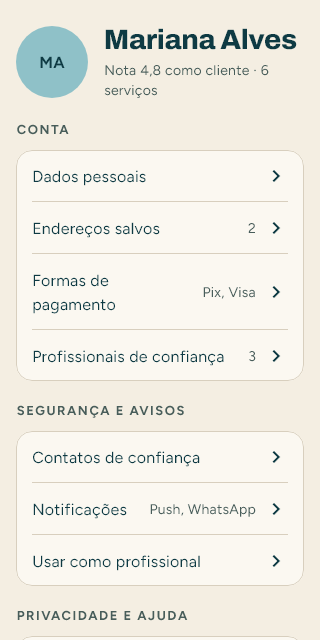 MA
Mariana Alves
Nota 4,8 como cliente · 6
serviços
CONTA
Dados pessoais
Endereços salvos 2
Formas de
pagamento
Pix, Visa
Profissionais de confiança 3
SEGURANÇA E AVISOS
Contatos de confiança
Notificações Push, WhatsApp
Usar como profissional
PRIVACIDADE E AJUDA